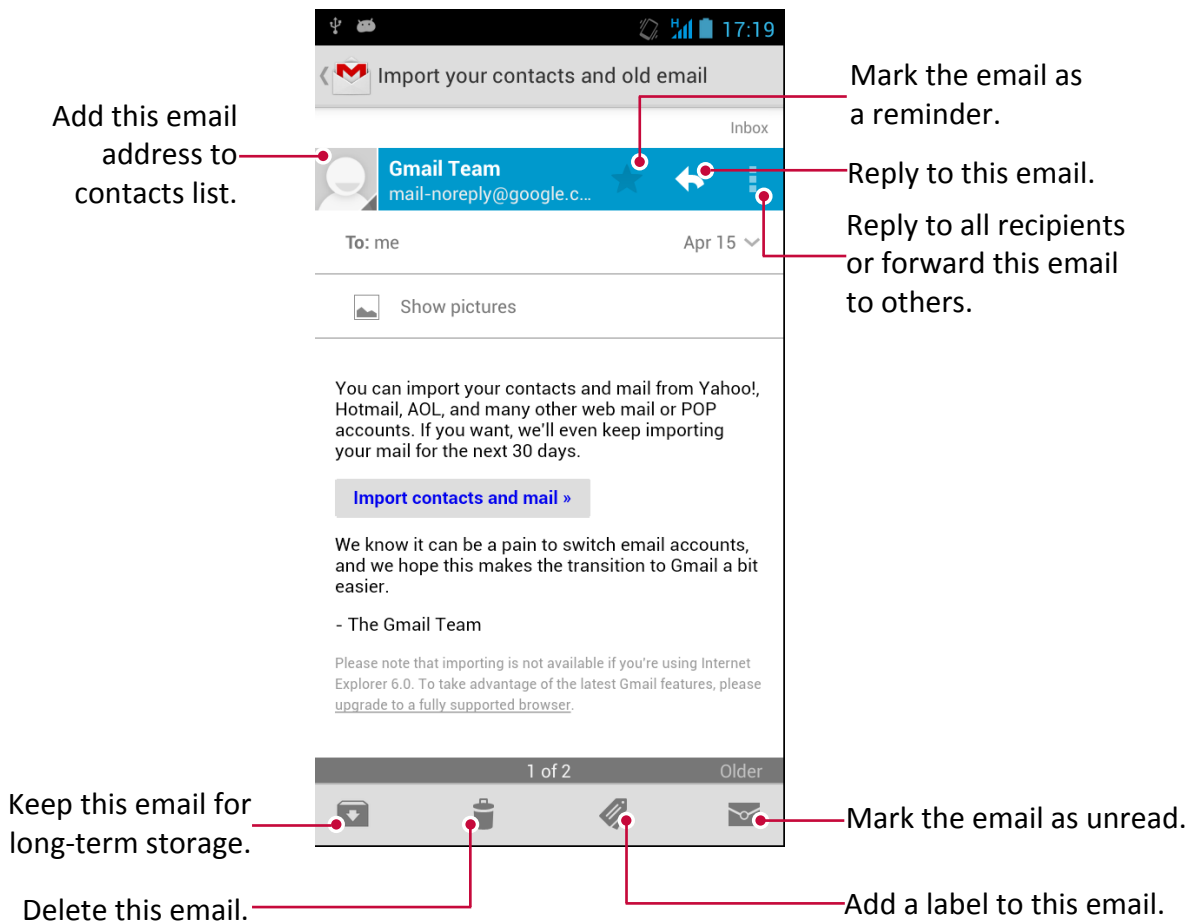 H 17:19
Import your contacts and old email
Mark the email as
a reminder.
Add this email
address to
contacts list.
Inbox
Gmail Team
mail-noreply@google.c...
Reply to this email.
Reply to all recipients
or forward this email
to others.
To: me Apr 15
Show pictures
You can import your contacts and mail from Yahoo!,
Hotmail, AOL, and many other web mail or POP
accounts. If you want, we'll even keep importing
your mail for the next 30 days.
Import contacts and mail »
We know it can be a pain to switch email accounts,
and we hope this makes the transition to Gmail a bit
easier.
- The Gmail Team
Please note that importing is not available if you're using Internet
Explorer 6.0. To take advantage of the latest Gmail features, please
upgrade to a fully supported browser.
1 of 2 Older
Keep this email for
long-term storage.
Mark the email as unread.
Delete this email.
Add a label to this email.